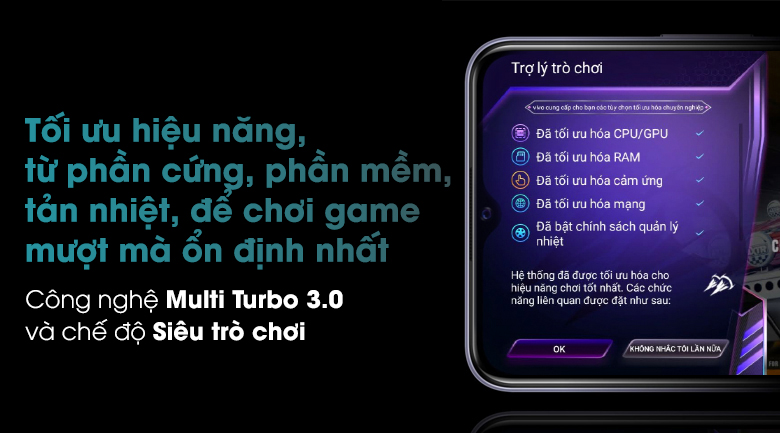 Tối ưu hiệu năng,
từ phần cứng, phần mềm,
tản nhiệt, để chơi game
mượt mà ổn định nhất
Công nghệ Multi Turbo 3.0
và chế độ Siêu trò chơi
Trợ lý trò chơi
vivo cung cấp cho bạn các tùy chọn tối ưu hóa chuyên nghiệp
Đã tối ưu hóa CPU/GPU
Đã tối ưu hóa RAM
Đã tối ưu hóa cảm ứng
Đã tối ưu hóa mạng
Đã bật chính sách quản lý
nhiệt
Hệ thống đã được tối ưu hóa cho
hiệu năng chơi tốt nhất. Các chức
năng liên quan được đặt như sau:
OK
KHÔNG NHẮC TÔI LẦN NỮA